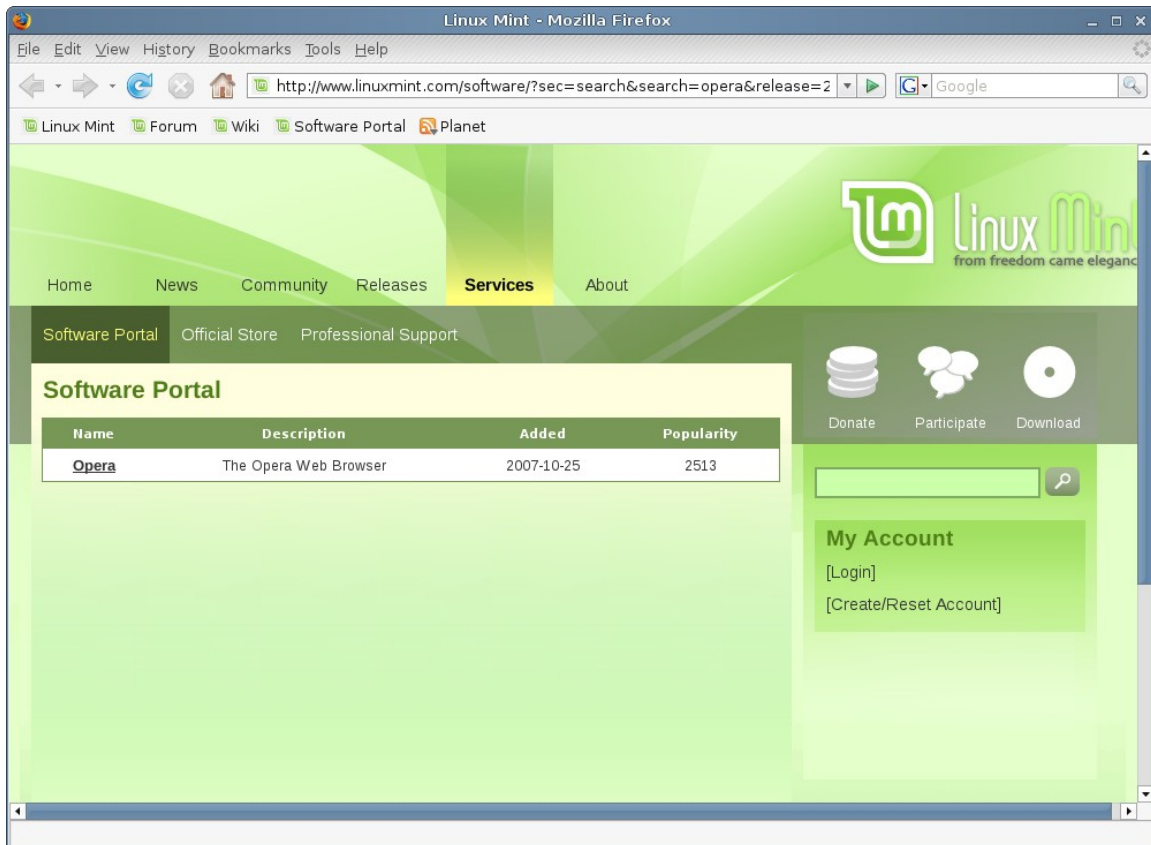 Linux Mint - Mozilla Firefox
File Edit View History Bookmarks Tools Help
http://www.linuxmint.com/software/?sec=search&search=opera&release=2 G Google
Linux Mint Forum Wiki Software Portal Planet
lm Linux Mint
from freedom came eleganc
Home News Community Releases Services About
Software Portal Official Store Professional Support
Donate Participate Download
Software Portal
Name Description Added Popularity
Opera The Opera Web Browser 2007-10-25 2513
My Account
[Login]
[Create/Reset Account]